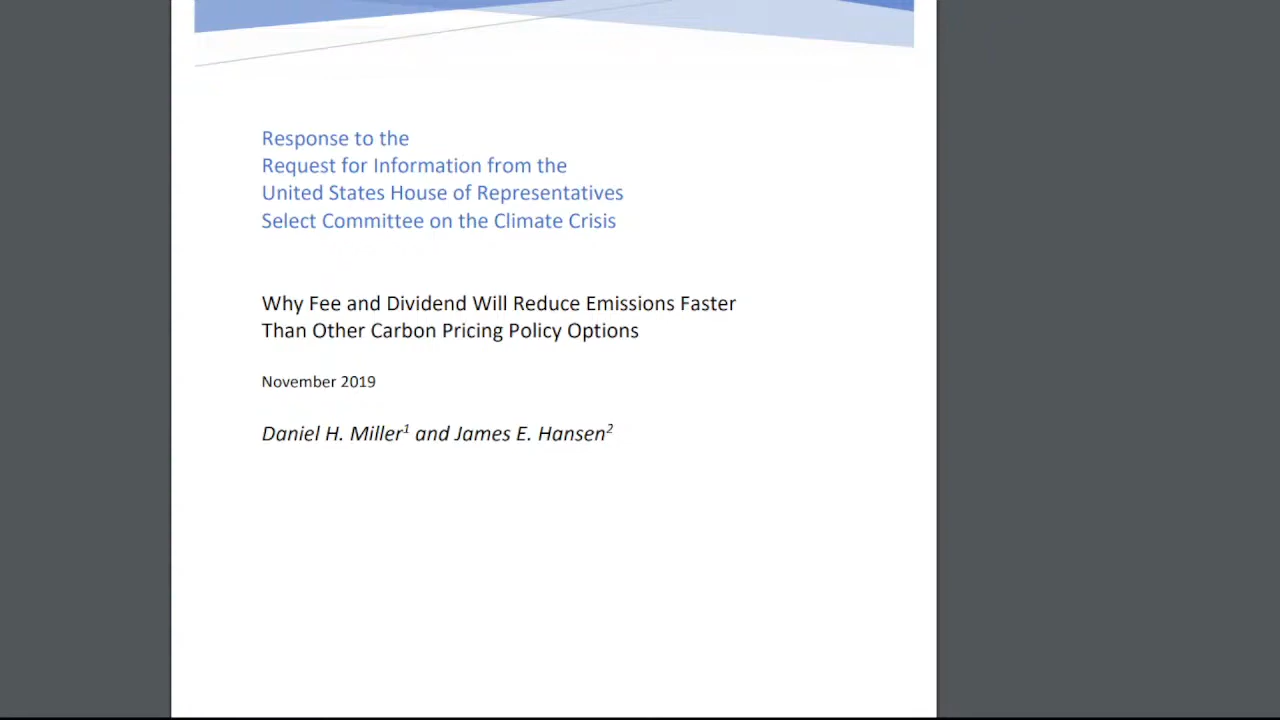 Response to the
Request for Information from the
United States House of Representatives
Select Committee on the Climate Crisis
Why Fee and Dividend Will Reduce Emissions Faster
Than Other Carbon Pricing Policy Options
November 2019
Daniel H. Miller¹ and James E. Hansen²